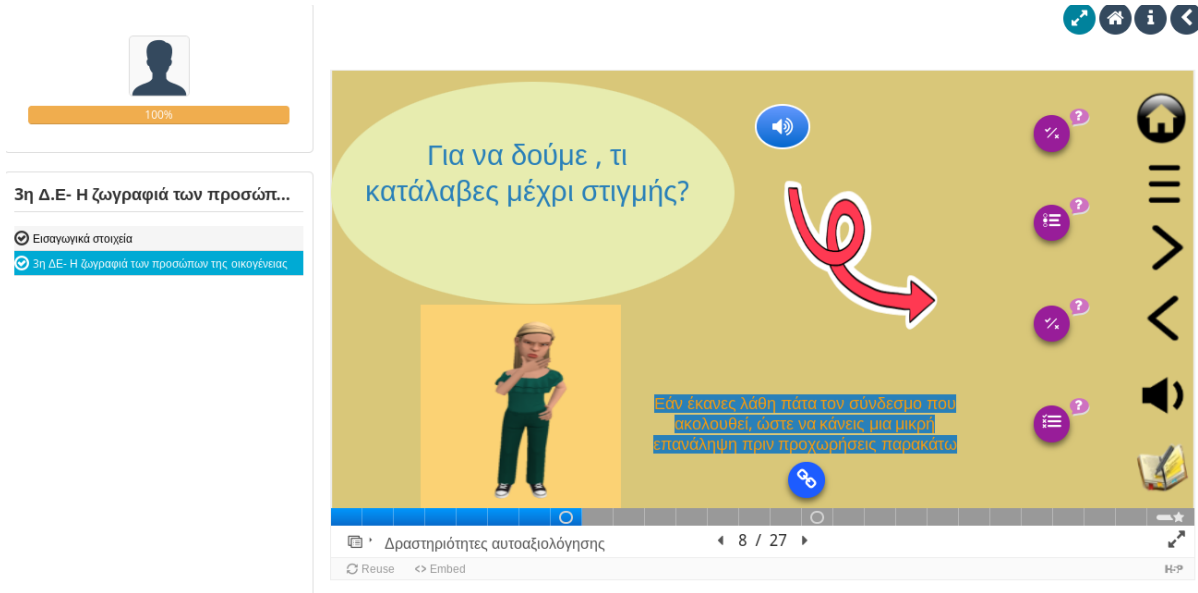 100%
3η Δ.Ε- Η ζωγραφιά των προσώπ...
Εισαγωγικά στοιχεία
3η ΔΕ- Η ζωγραφιά των προσώπων της οικογένειας
Για να δούμε , τι
κατάλαβες μέχρι στιγμής?
Εάν έκανες λάθη πάτα τον σύνδεσμο που
ακολουθεί, ώστε να κάνεις μια μικρή
επανάληψη πριν προχωρήσεις παρακάτω
Δραστηριότητες αυτοαξιολόγησης
8 / 27
Reuse
Embed
H-P